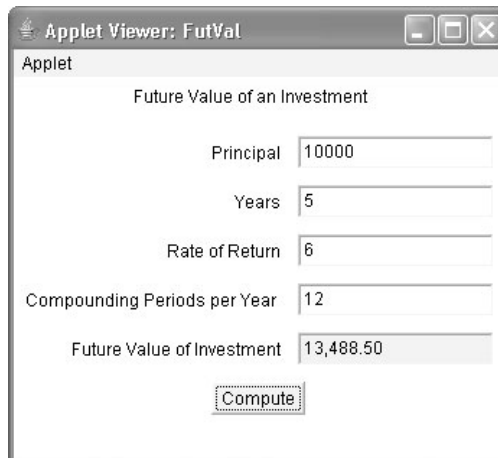 Applet Viewer: FutVal
Applet
Future Value of an Investment
Principal 10000
Years 5
Rate of Return 6
Compounding Periods per Year 12
Future Value of Investment 13,488.50
Compute